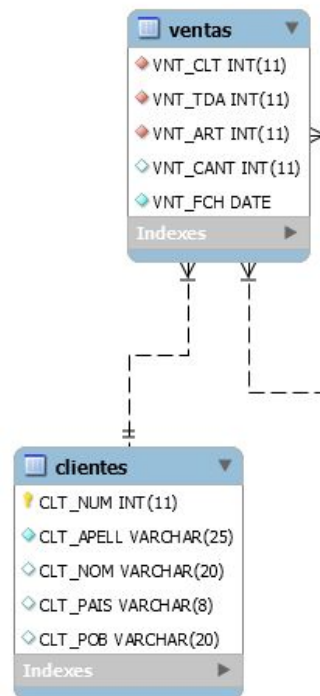 ventas
VNT_CLT INT(11)
VNT_TDA INT(11)
VNT_ART INT(11)
VNT_CANT INT(11)
VNT_FCH DATE
Indexes
clientes
CLT_NUM INT(11)
CLT_APELL VARCHAR(25)
CLT_NOM VARCHAR(20)
CLT_PAIS VARCHAR(8)
CLT_POB VARCHAR(20)
Indexes